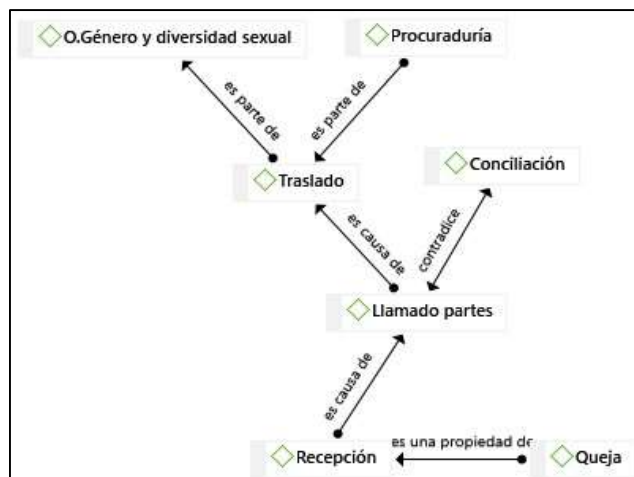 O.Género y diversidad sexual
Procuraduría
es parte de
es parte de
Traslado
Conciliación
es causa de
contradice
Llamado partes
es causa de
es una propiedad de
Recepción
Queja